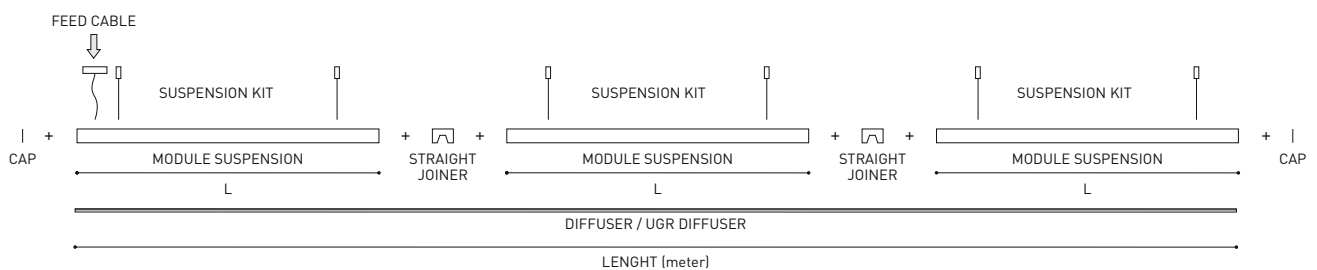 FEED CABLE
SUSPENSION KIT
SUSPENSION KIT
SUSPENSION KIT
+
+
+
+
+
+
CAP
MODULE SUSPENSION
STRAIGHT
JOINER
MODULE SUSPENSION
STRAIGHT
JOINER
MODULE SUSPENSION
CAP
L
L
L
DIFFUSER / UGR DIFFUSER
LENGHT (meter)